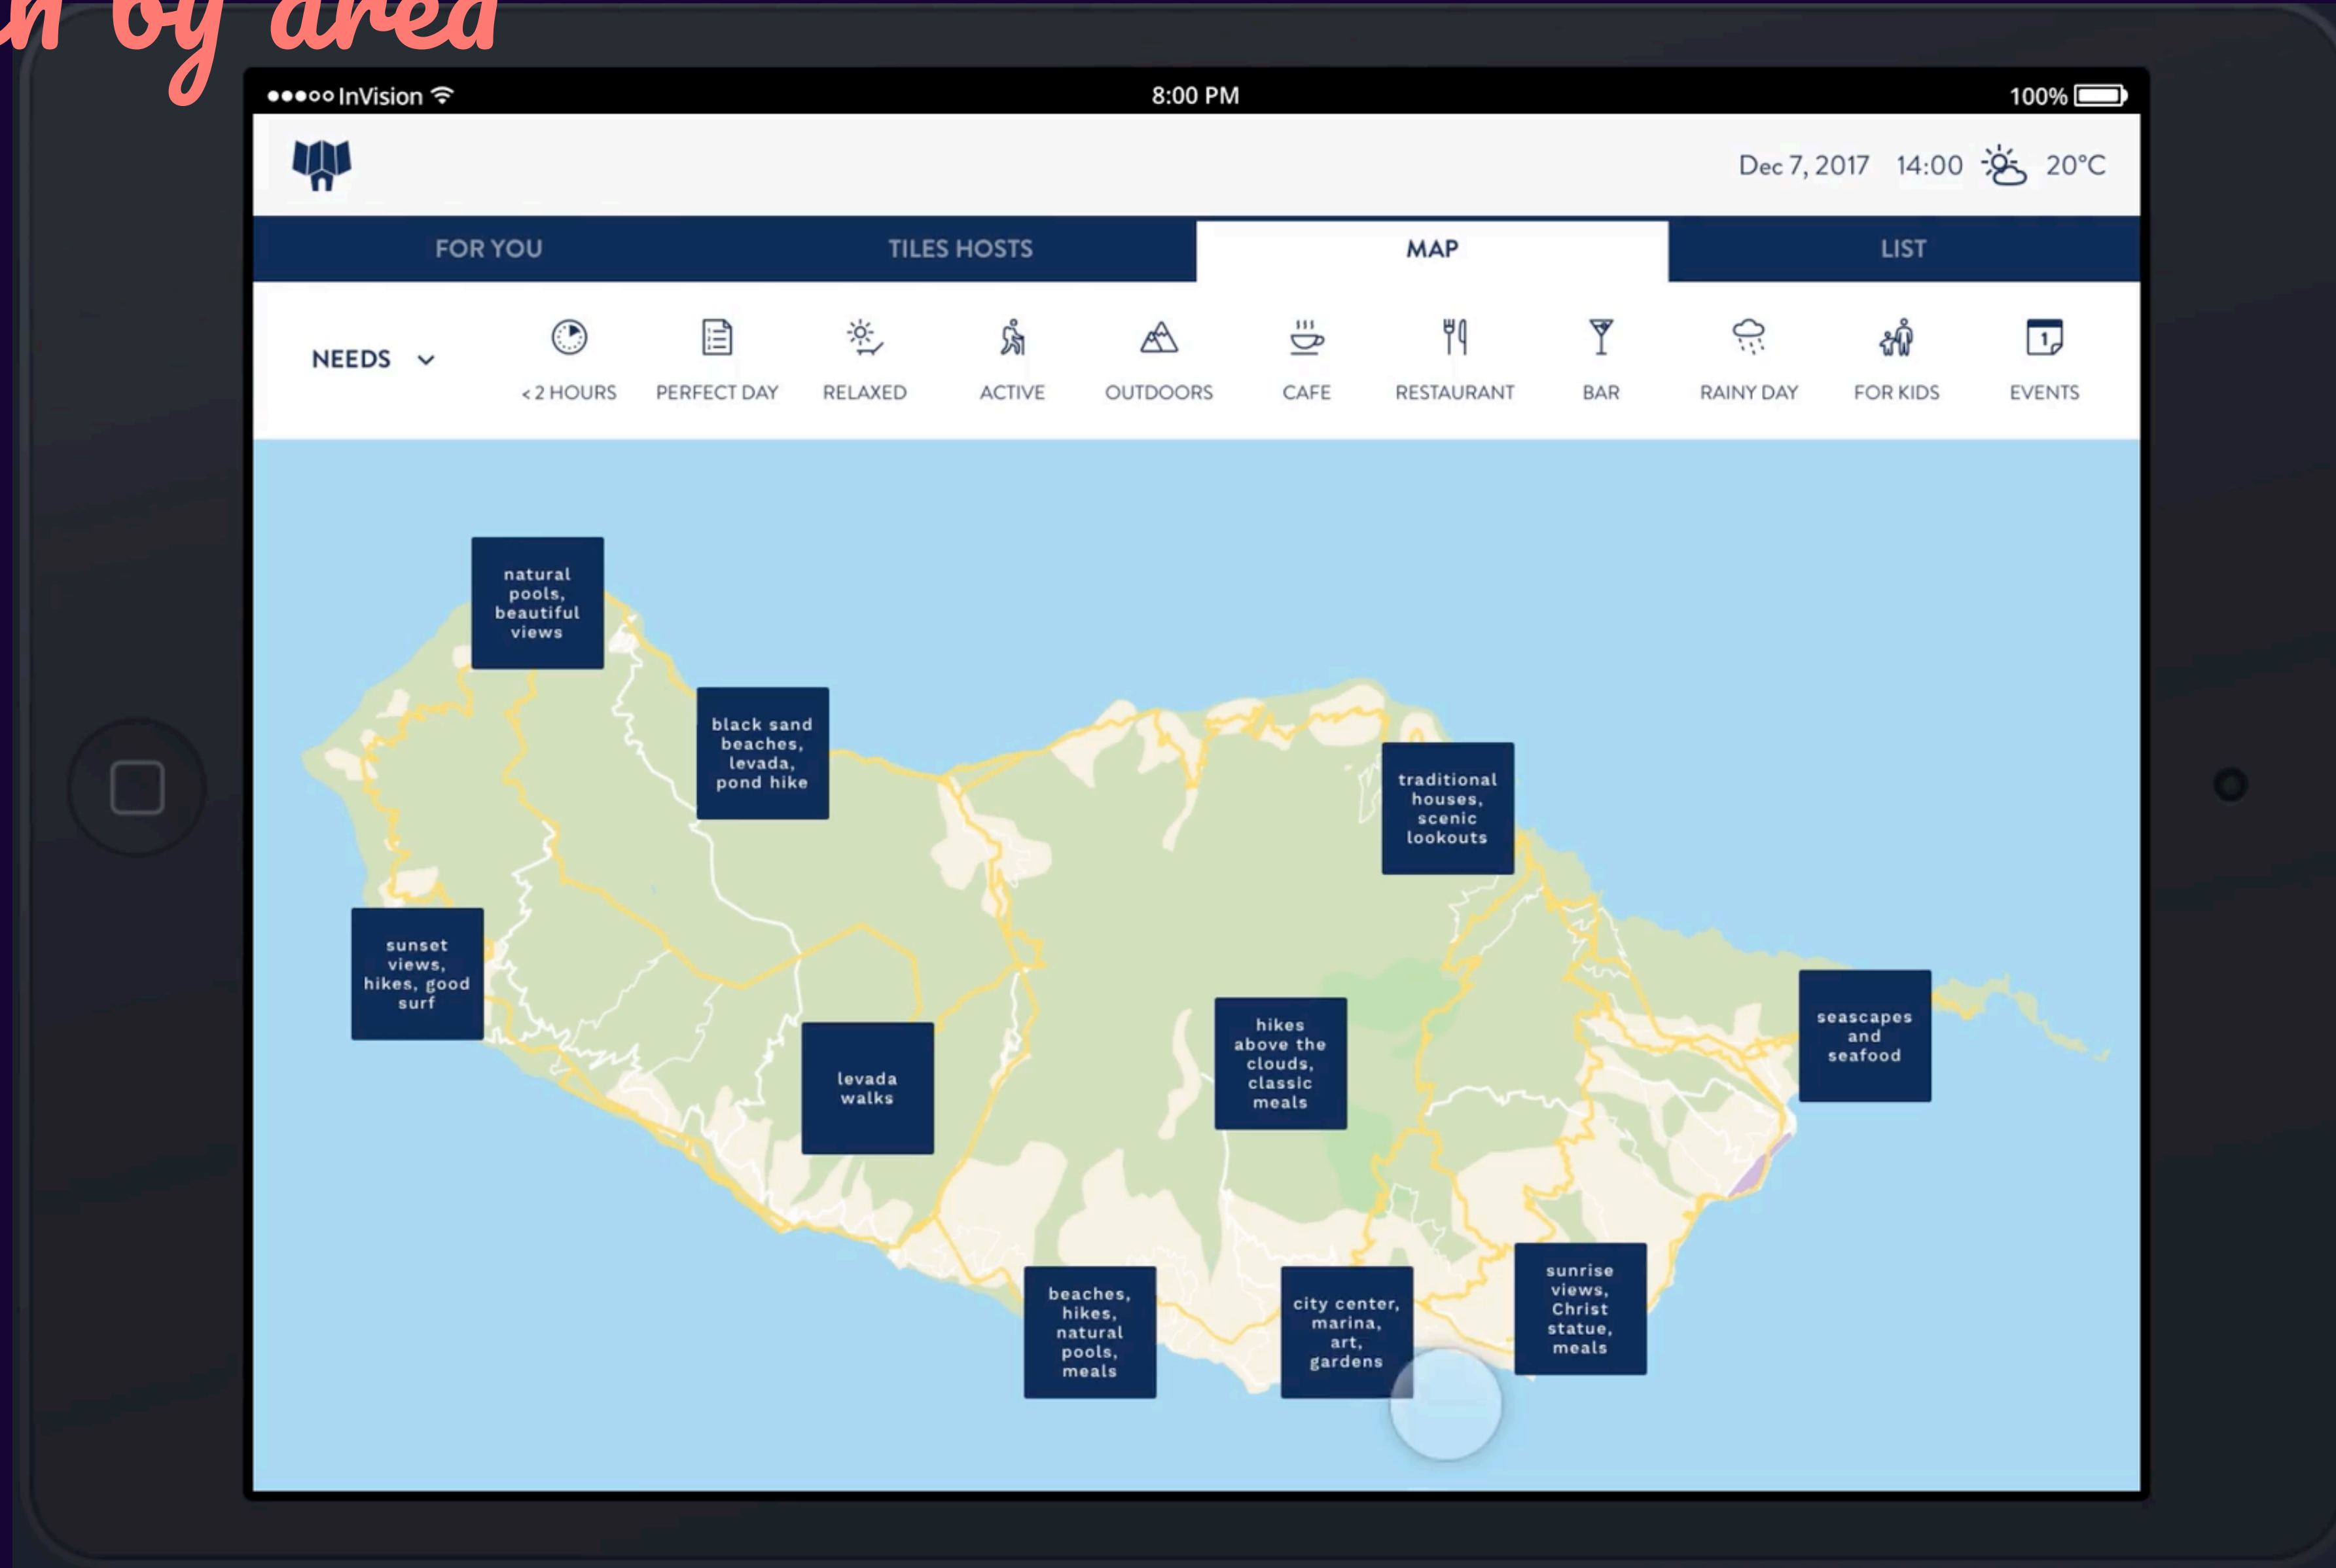 by area
InVision 8:00 PM 100%
Dec 7, 2017 14:00 20°C
FOR YOU TILES HOSTS MAP LIST
NEEDS
< 2 HOURS PERFECT DAY RELAXED ACTIVE OUTDOORS CAFE RESTAURANT BAR RAINY DAY FOR KIDS EVENTS
1
natural
pools,
beautiful
views
black sand
beaches,
levada,
pond hike
traditional
houses,
scenic
lookouts
sunset
views,
hikes, good
surf
levada
walks
hikes
above the
clouds,
classic
meals
seascapes
and
seafood
beaches,
hikes,
natural
pools,
meals
city center,
marina,
art,
gardens
sunrise
views,
Christ
statue,
meals